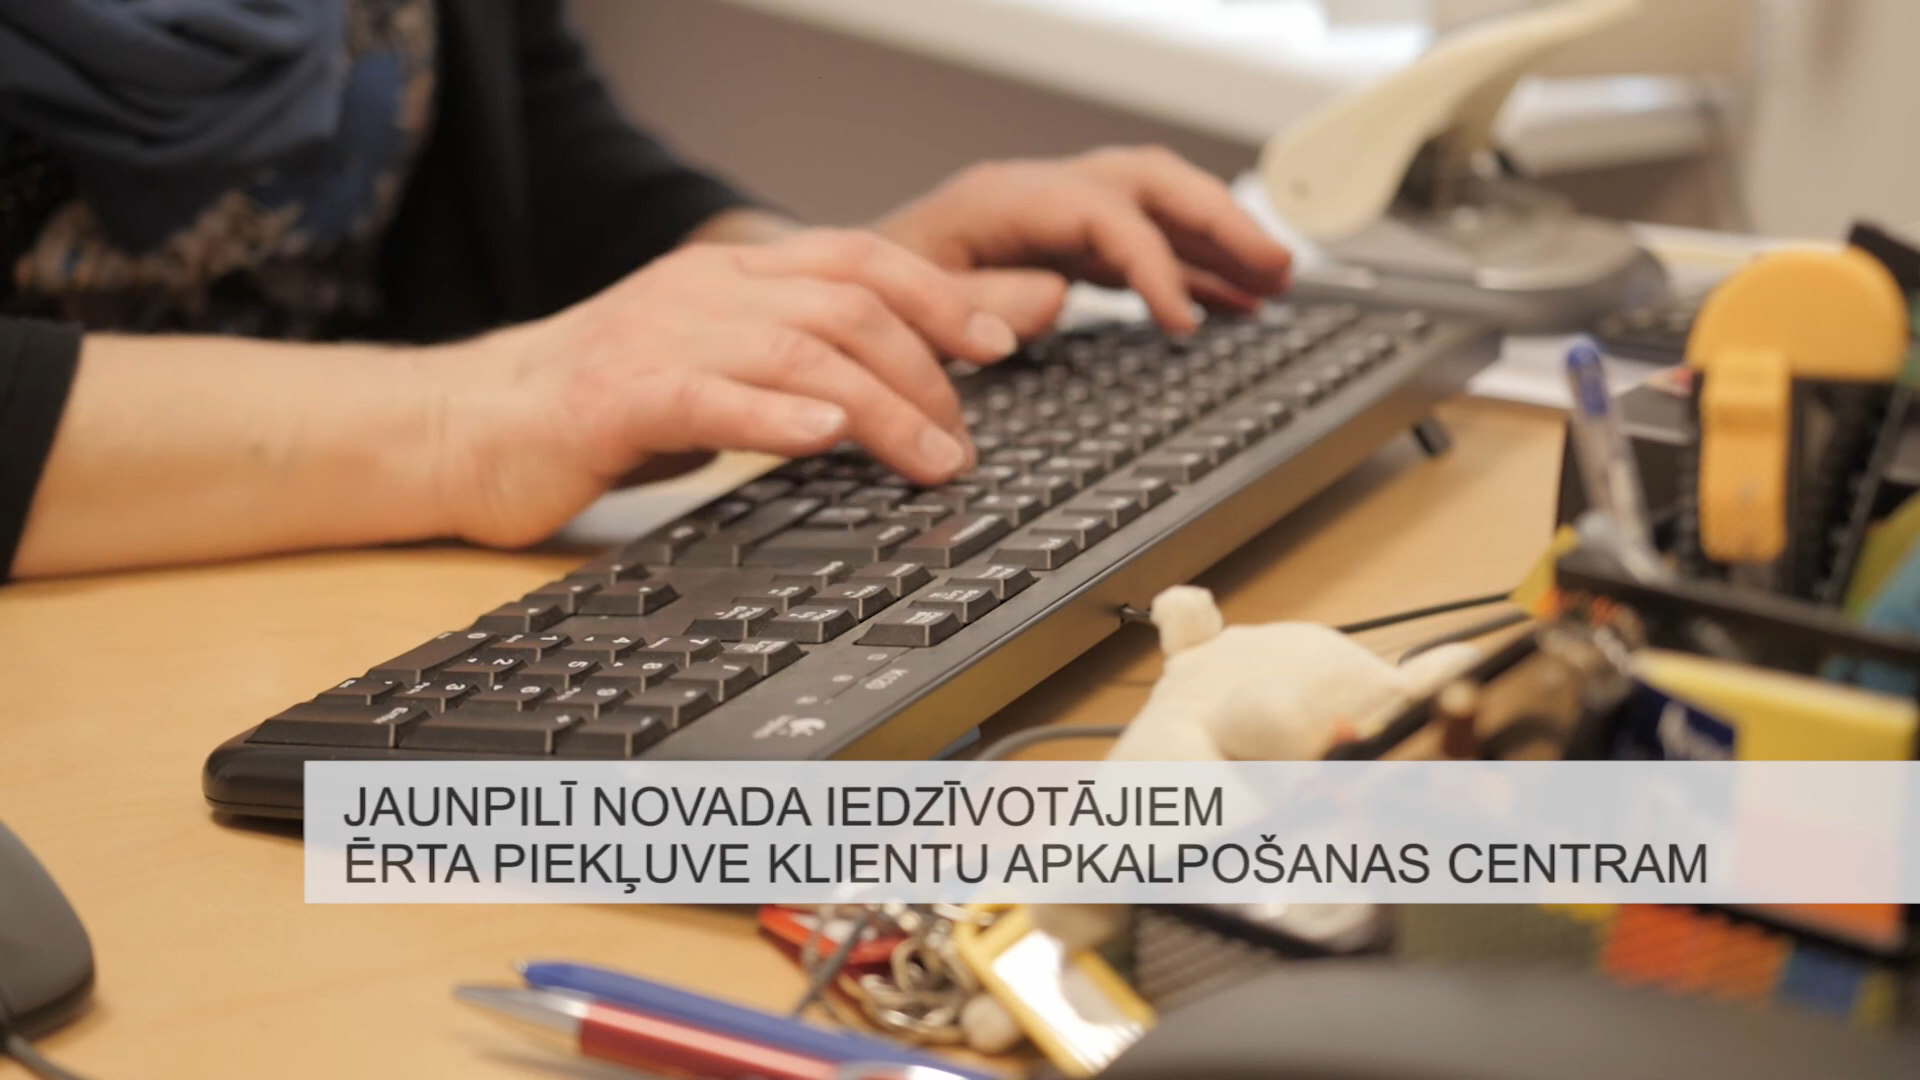 JAUNPILĪ NOVADA IEDZĪVOTĀJIEM
ĒRTA PIEKĻUVE KLIENTU APKALPOŠANAS CENTRAM